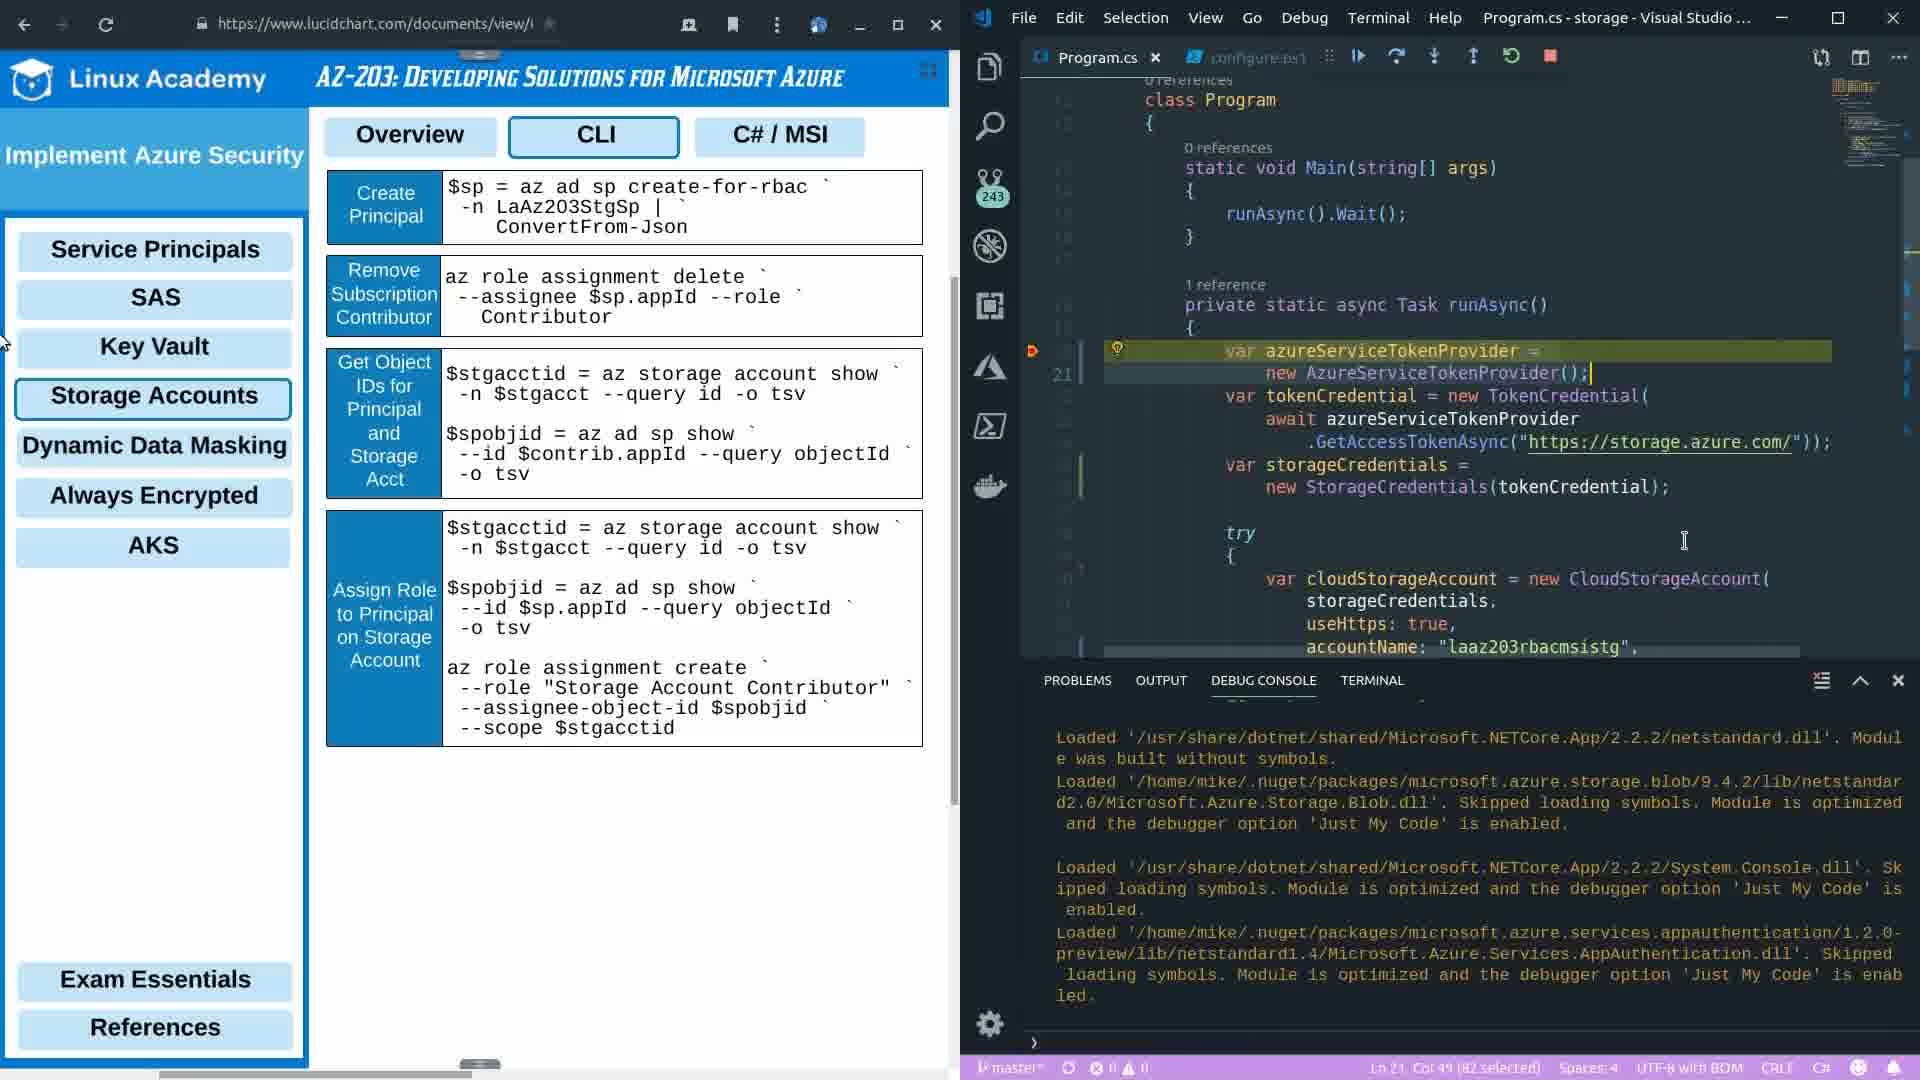 https://www.lucidchart.com/documents/view/
Linux Academy
AZ-203: Developing Solutions for Microsoft Azure
Implement Azure Security
Service Principals
SAS
Key Vault
Storage Accounts
Dynamic Data Masking
Always Encrypted
AKS
Exam Essentials
References
Overview
CLI
C# / MSI
Create
Principal
$sp = az ad sp create-for-rbac `
-n LaAz203StgSp | `
ConvertFrom-Json
Remove
Subscription
Contributor
az role assignment delete `
--assignee $sp.appId --role `
Contributor
Get Object
IDs for
Principal
and
Storage
Acct
$stgacctid = az storage account show `
-n $stgacct --query id -o tsv
$spobjid = az ad sp show `
--id $contrib.appId --query objectId `
-o tsv
Assign Role
to Principal
on Storage
Account
$stgacctid = az storage account show `
-n $stgacct --query id -o tsv
$spobjid = az ad sp show `
--id $sp.appId --query objectId `
-o tsv
az role assignment create `
--role "Storage Account Contributor" `
--assignee-object-id $spobjid `
--scope $stgacctid
File Edit Selection View Go Debug Terminal Help Program.cs - storage - Visual Studio ...
Program.cs
configure.ps1
243
0 references
class Program
{
0 references
static void Main(string[] args)
{
runAsync().Wait();
}
1 reference
private static async Task runAsync()
{
var azureServiceTokenProvider =
21 new AzureServiceTokenProvider();
var tokenCredential = new TokenCredential(
await azureServiceTokenProvider
.GetAccessTokenAsync("https://storage.azure.com/"));
var storageCredentials =
new StorageCredentials(tokenCredential);
try
{
var cloudStorageAccount = new CloudStorageAccount(
storageCredentials,
useHttps: true,
accountName: "laaz203rbacmsistg",
PROBLEMS OUTPUT DEBUG CONSOLE TERMINAL
Loaded '/usr/share/dotnet/shared/Microsoft.NETCore.App/2.2.2/netstandard.dll'. Modul
e was built without symbols.
Loaded '/home/mike/.nuget/packages/microsoft.azure.storage.blob/9.4.2/lib/netstandar
d2.0/Microsoft.Azure.Storage.Blob.dll'. Skipped loading symbols. Module is optimized
and the debugger option 'Just My Code' is enabled.
Loaded '/usr/share/dotnet/shared/Microsoft.NETCore.App/2.2.2/System.Console.dll'. Sk
ipped loading symbols. Module is optimized and the debugger option 'Just My Code' is
enabled.
Loaded '/home/mike/.nuget/packages/microsoft.azure.services.appauthentication/1.2.0-
preview/lib/netstandard1.4/Microsoft.Azure.Services.AppAuthentication.dll'. Skipped
loading symbols. Module is optimized and the debugger option 'Just My Code' is enab
led.
master* 0 0 Ln 21, Col 49 (82 selected) Spaces: 4 UTF-8 with BOM CRLF C#